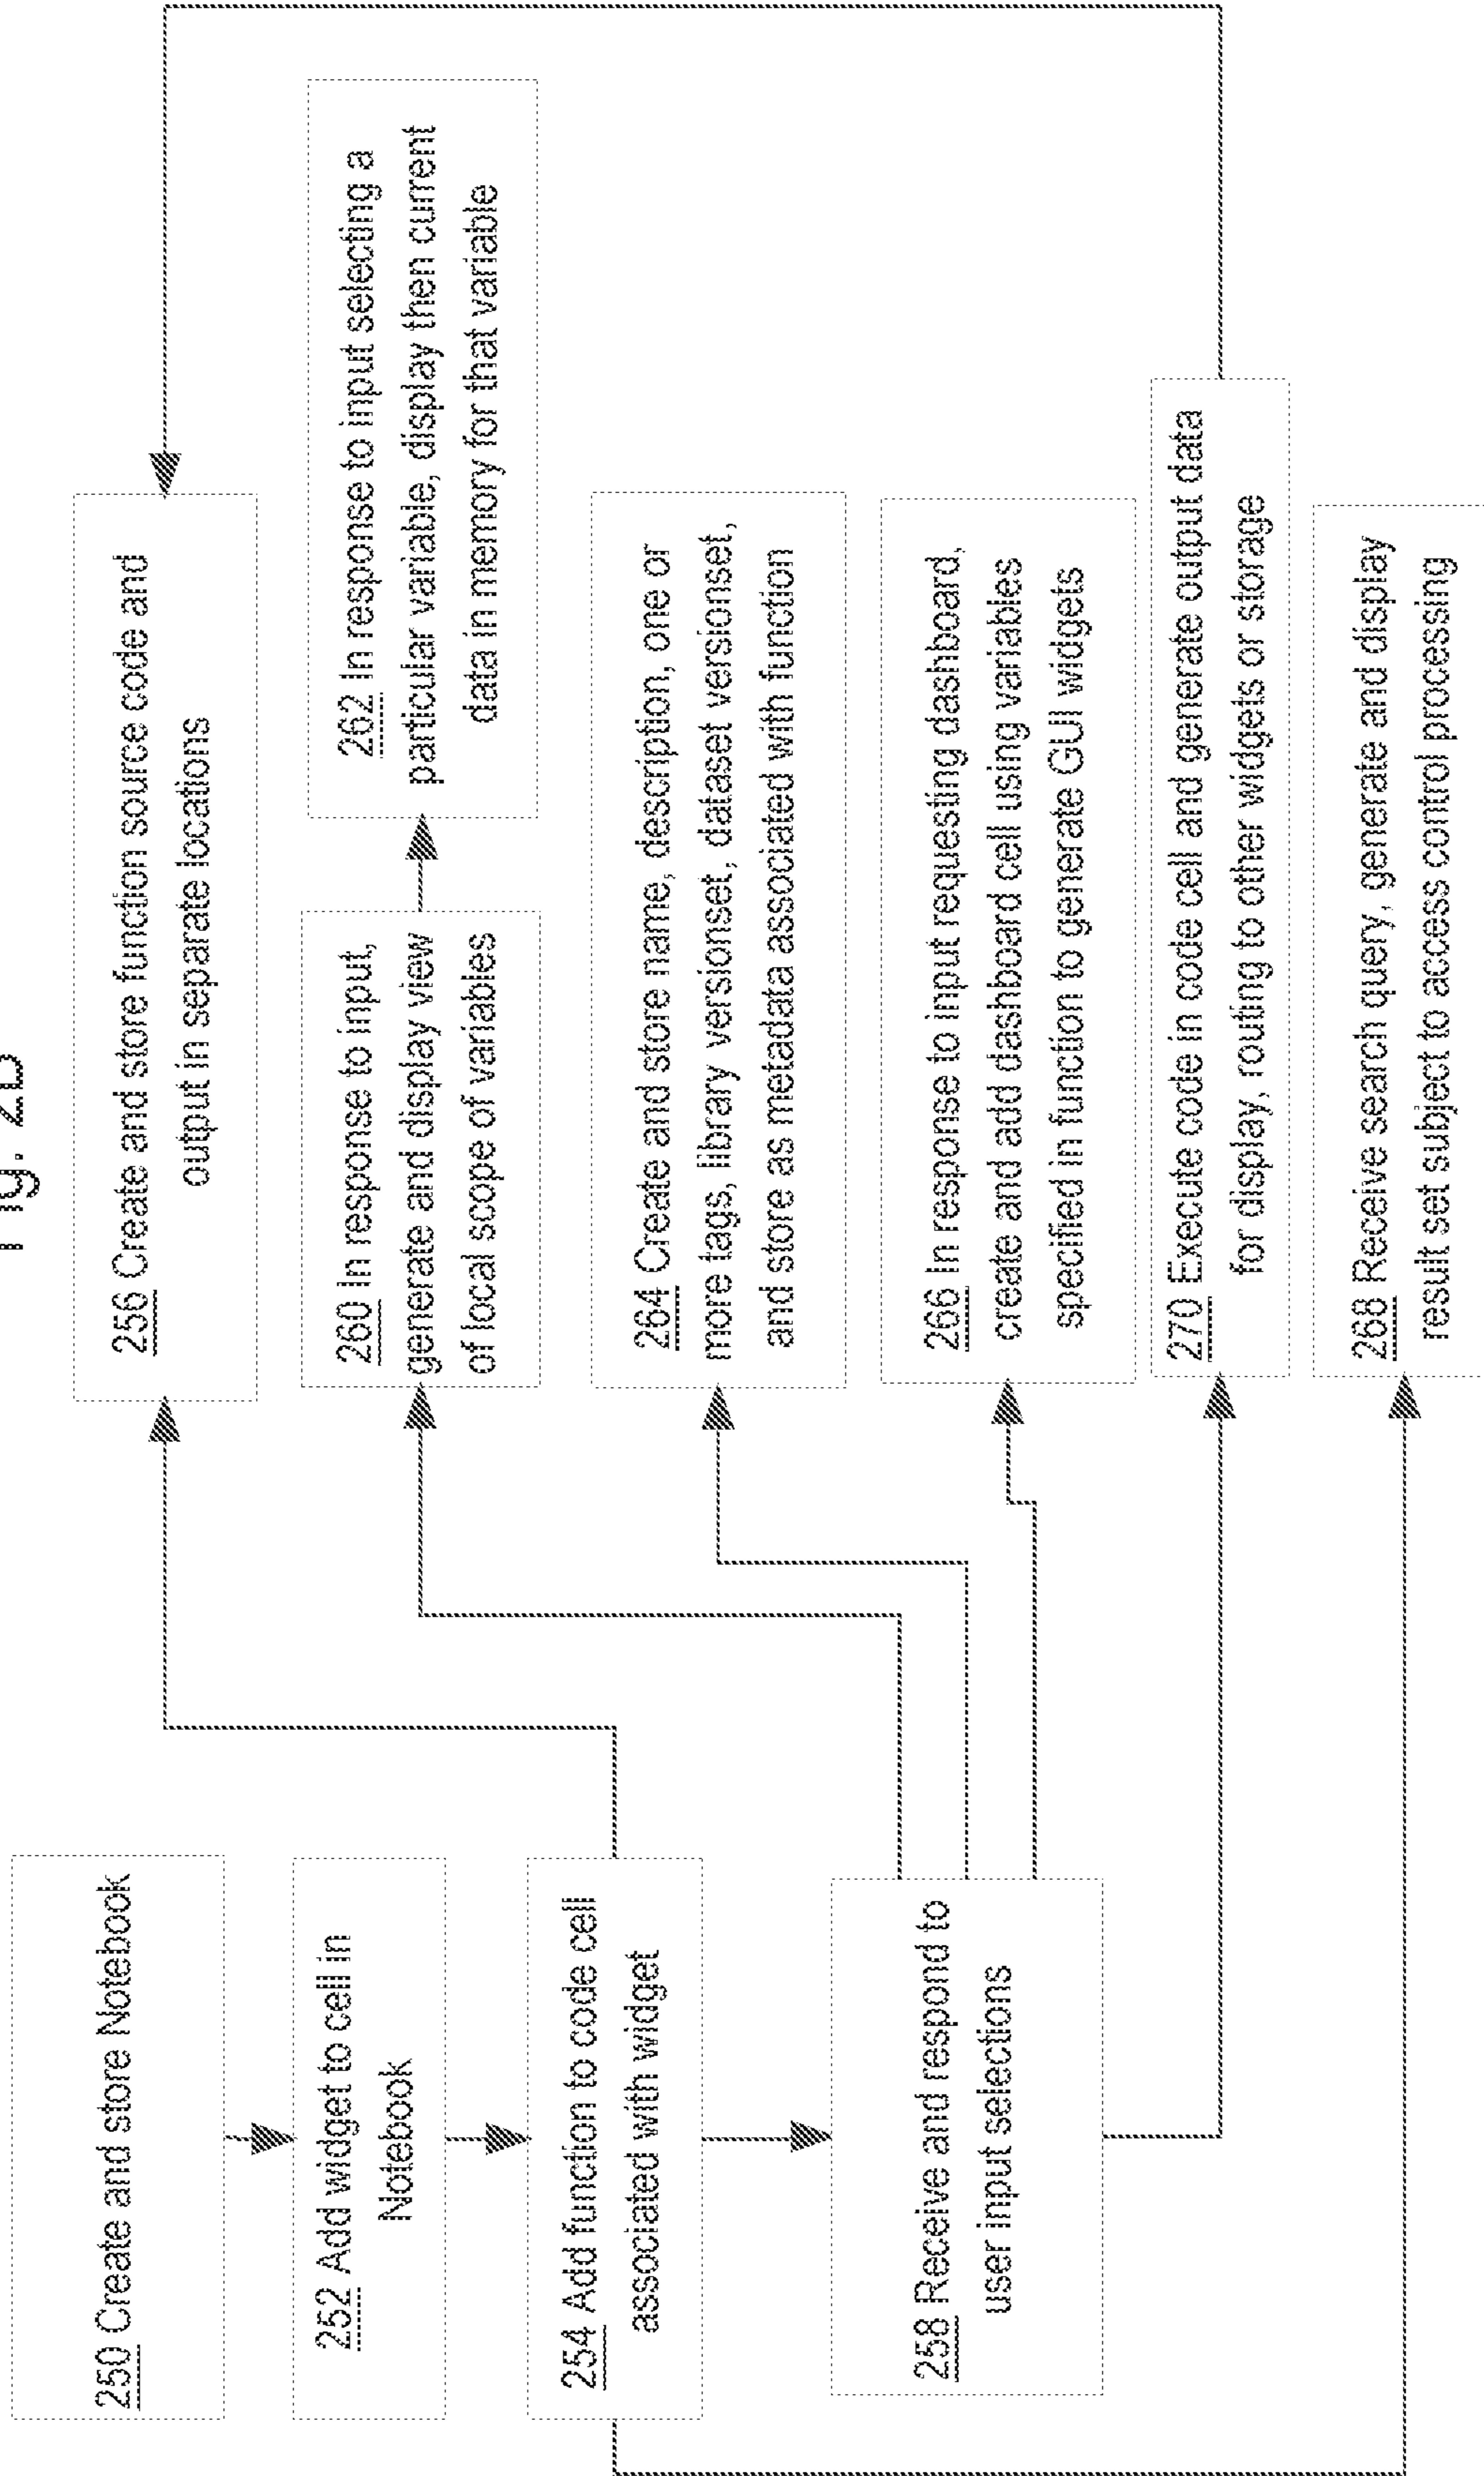 Fig. 2B
250 Create and store Notebook
252 Add widget to cell in
Notebook
254 Add function to code cell
associated with widget
258 Receive and respond to
user input selections
256 Create and store function source code and
output in separate locations
260 In response to input,
generate and display view
of local scope of variables
262 In response to input selecting a
particular variable, display then current
data in memory for that variable
264 Create and store name, description, one or
more tags, library versionset, dataset versionset,
and store as metadata associated with function
266 In response to input requesting dashboard,
create and add dashboard cell using variables
specified in function to generate GUI widgets
270 Execute code in code cell and generate output data
for display, routing to other widgets or storage
268 Receive search query, generate and display
result set subject to access control processing